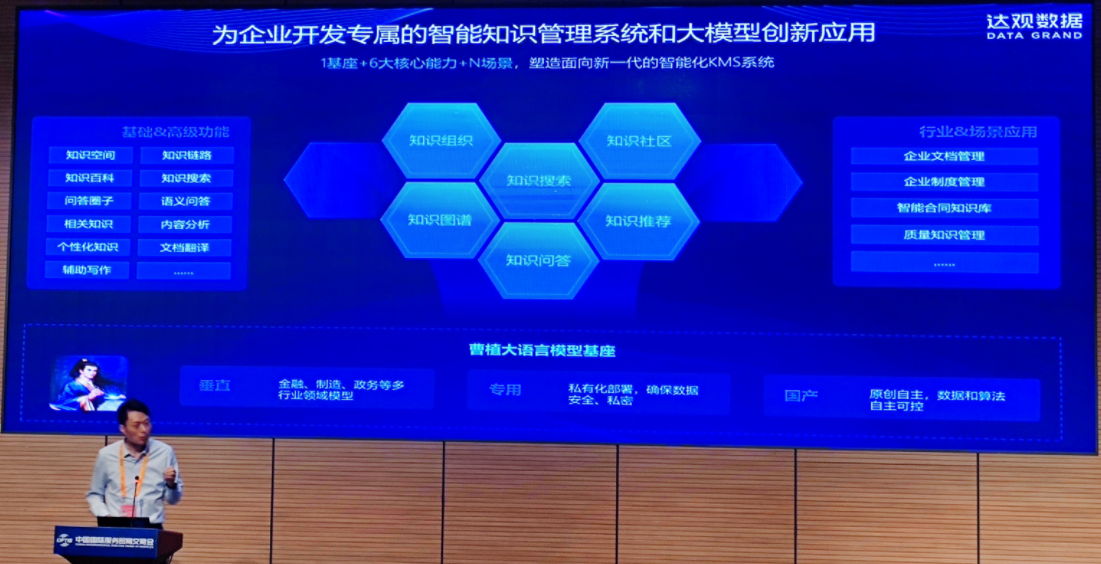 为企业开发专属的智能知识管理系统和大模型创新应用
达观数据
DATA GRAND
1基座+6大核心能力+N场景，塑造面向新一代的智能化KMS系统
基础&高级功能
知识空间
知识链路
知识百科
知识搜索
问答圈子
语义问答
相关知识
内容分析
个性化知识
文档翻译
辅助写作
......
知识组织
知识社区
知识搜索
知识图谱
知识推荐
知识问答
行业&场景应用
企业文档管理
企业制度管理
智能合同知识库
质量知识管理
......
曹植大语言模型基座
垂直
金融、制造、政务等多
行业领域模型
专用
私有化部署，确保数据
安全、私密
国产
原创自主，数据和算法
自主可控
中国国际服务贸易交易会